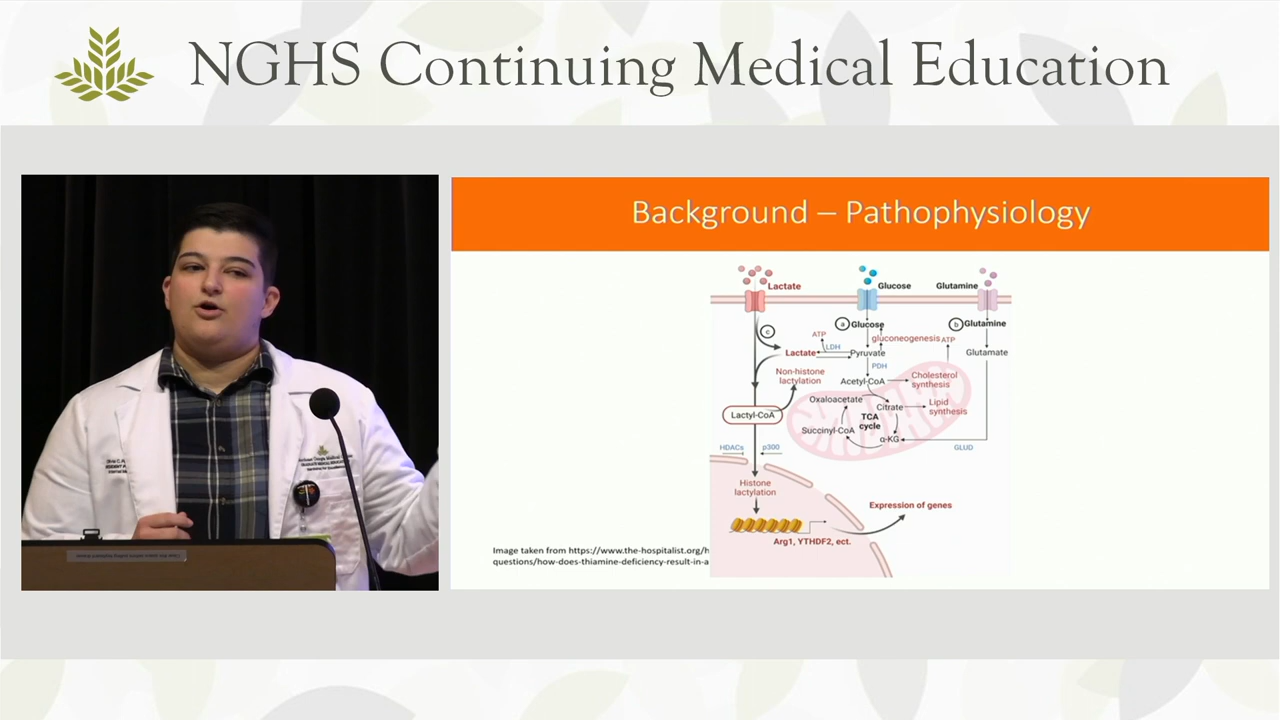 NGHS Continuing Medical Education
Background – Pathophysiology
Lactate
Glucose
Glutamine
c
a Glucose
b Glutamine
ATP
gluconeogenesis
ATP
LDH
Lactate
Pyruvate
Glutamate
PDH
Non-histone
lactylation
Acetyl-CoA
Cholesterol
synthesis
Oxaloacetate
Citrate
Lipid
synthesis
Lactyl-CoA
TCA
cycle
Succinyl-CoA
α-KG
HDACs
p300
GLUD
Histone
lactylation
Expression of genes
Arg1, YTHDF2, ect.
Image taken from https://www.the-hospitalist.org/h
questions/how-does-thiamine-deficiency-result-in-a